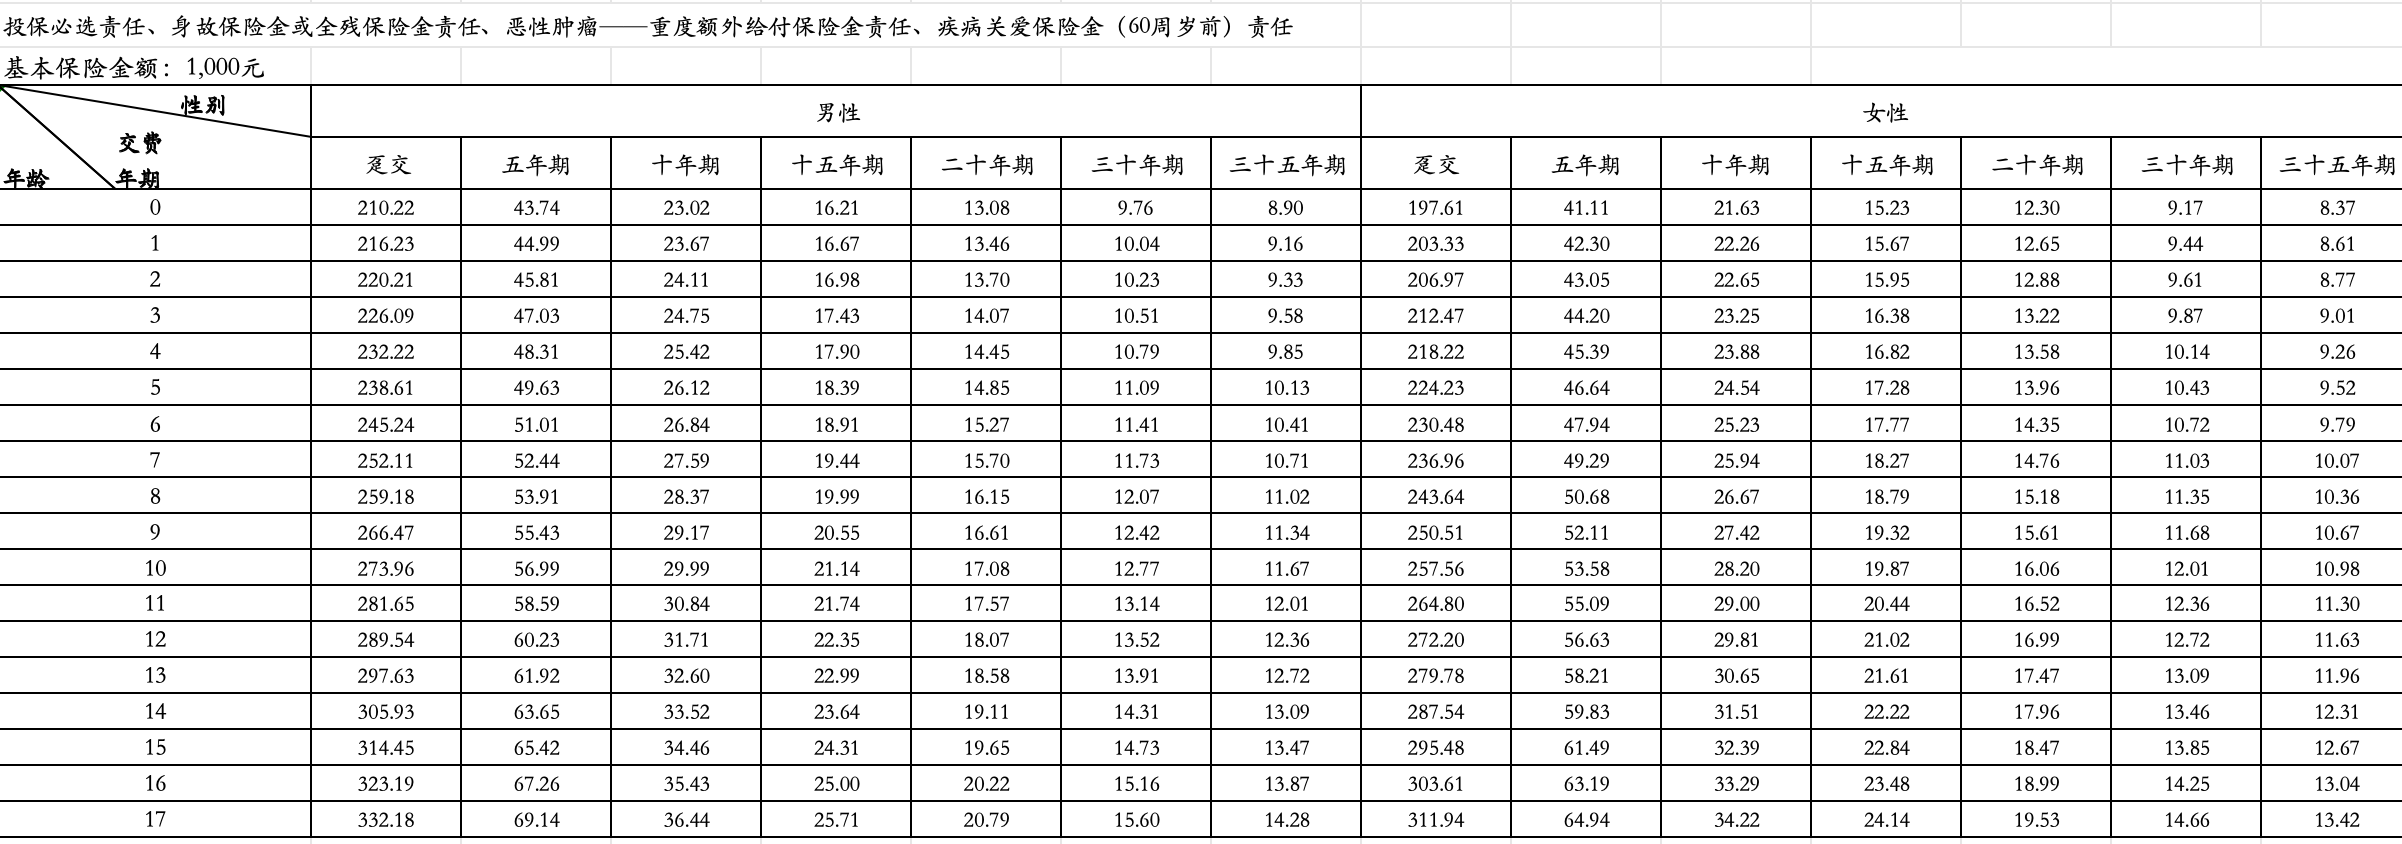 投保必选责任、身故保险金或全残保险金责任、恶性肿瘤——重度额外给付保险金责任、疾病关爱保险金（60周岁前）责任
基本保险金额：1,000元
性别 男性 女性
交费年期
年龄 趸交 五年期 十年期 十五年期 二十年期 三十年期 三十五年期 趸交 五年期 十年期 十五年期 二十年期 三十年期 三十五年期
0 210.22 43.74 23.02 16.21 13.08 9.76 8.90 197.61 41.11 21.63 15.23 12.30 9.17 8.37
1 216.23 44.99 23.67 16.67 13.46 10.04 9.16 203.33 42.30 22.26 15.67 12.65 9.44 8.61
2 220.21 45.81 24.11 16.98 13.70 10.23 9.33 206.97 43.05 22.65 15.95 12.88 9.61 8.77
3 226.09 47.03 24.75 17.43 14.07 10.51 9.58 212.47 44.20 23.25 16.38 13.22 9.87 9.01
4 232.22 48.31 25.42 17.90 14.45 10.79 9.85 218.22 45.39 23.88 16.82 13.58 10.14 9.26
5 238.61 49.63 26.12 18.39 14.85 11.09 10.13 224.23 46.64 24.54 17.28 13.96 10.43 9.52
6 245.24 51.01 26.84 18.91 15.27 11.41 10.41 230.48 47.94 25.23 17.77 14.35 10.72 9.79
7 252.11 52.44 27.59 19.44 15.70 11.73 10.71 236.96 49.29 25.94 18.27 14.76 11.03 10.07
8 259.18 53.91 28.37 19.99 16.15 12.07 11.02 243.64 50.68 26.67 18.79 15.18 11.35 10.36
9 266.47 55.43 29.17 20.55 16.61 12.42 11.34 250.51 52.11 27.42 19.32 15.61 11.68 10.67
10 273.96 56.99 29.99 21.14 17.08 12.77 11.67 257.56 53.58 28.20 19.87 16.06 12.01 10.98
11 281.65 58.59 30.84 21.74 17.57 13.14 12.01 264.80 55.09 29.00 20.44 16.52 12.36 11.30
12 289.54 60.23 31.71 22.35 18.07 13.52 12.36 272.20 56.63 29.81 21.02 16.99 12.72 11.63
13 297.63 61.92 32.60 22.99 18.58 13.91 12.72 279.78 58.21 30.65 21.61 17.47 13.09 11.96
14 305.93 63.65 33.52 23.64 19.11 14.31 13.09 287.54 59.83 31.51 22.22 17.96 13.46 12.31
15 314.45 65.42 34.46 24.31 19.65 14.73 13.47 295.48 61.49 32.39 22.84 18.47 13.85 12.67
16 323.19 67.26 35.43 25.00 20.22 15.16 13.87 303.61 63.19 33.29 23.48 18.99 14.25 13.04
17 332.18 69.14 36.44 25.71 20.79 15.60 14.28 311.94 64.94 34.22 24.14 19.53 14.66 13.42